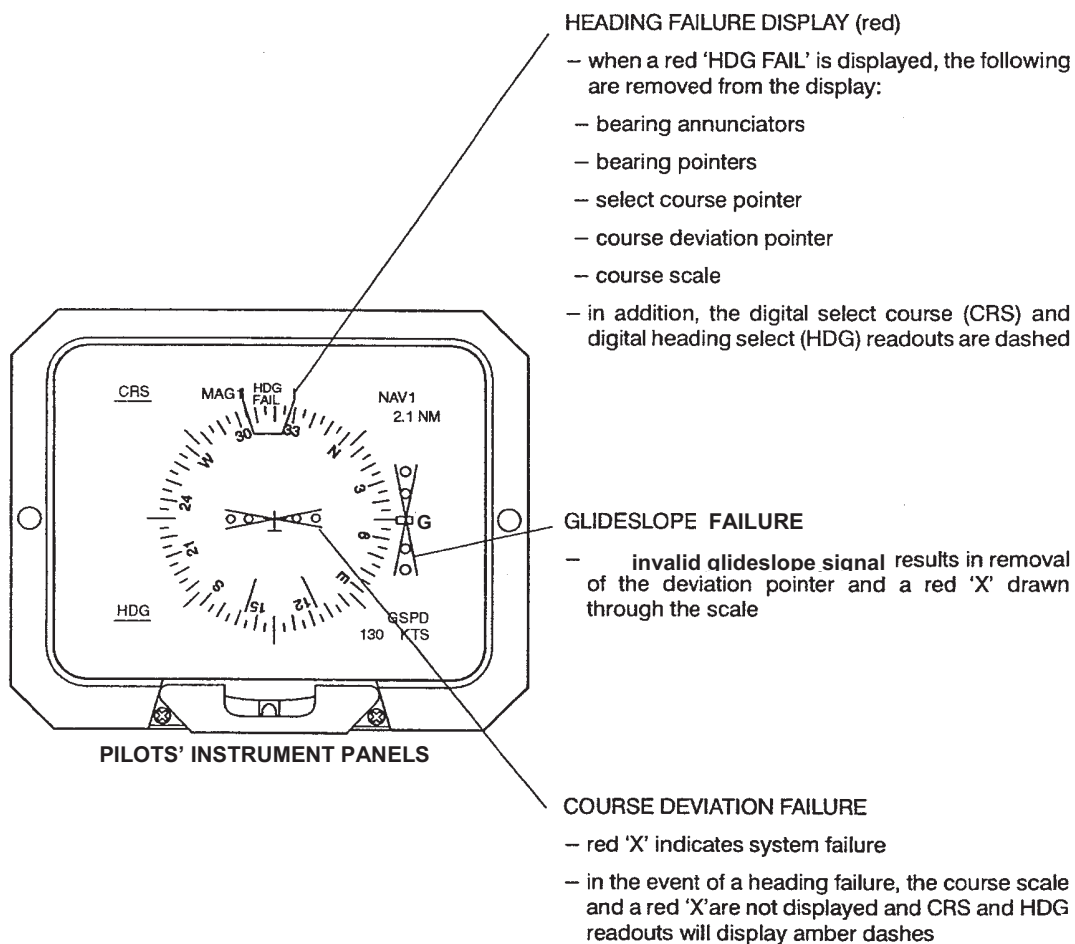 HEADING FAILURE DISPLAY (red)
– when a red ‘HDG FAIL’ is displayed, the following
are removed from the display:
– bearing annunciators
– bearing pointers
– select course pointer
– course deviation pointer
– course scale
– in addition, the digital select course (CRS) and
digital heading select (HDG) readouts are dashed
CRS
MAG1
HDG
FAIL
NAV1
2.1 NM
30
33
N
3
6
E
12
15
S
21
24
W
G
HDG
GSPD
130 KTS
GLIDESLOPE FAILURE
– invalid glideslope signal results in removal
of the deviation pointer and a red ‘X’ drawn
through the scale
PILOTS’ INSTRUMENT PANELS
COURSE DEVIATION FAILURE
– red ‘X’ indicates system failure
– in the event of a heading failure, the course scale
and a red ‘X’are not displayed and CRS and HDG
readouts will display amber dashes